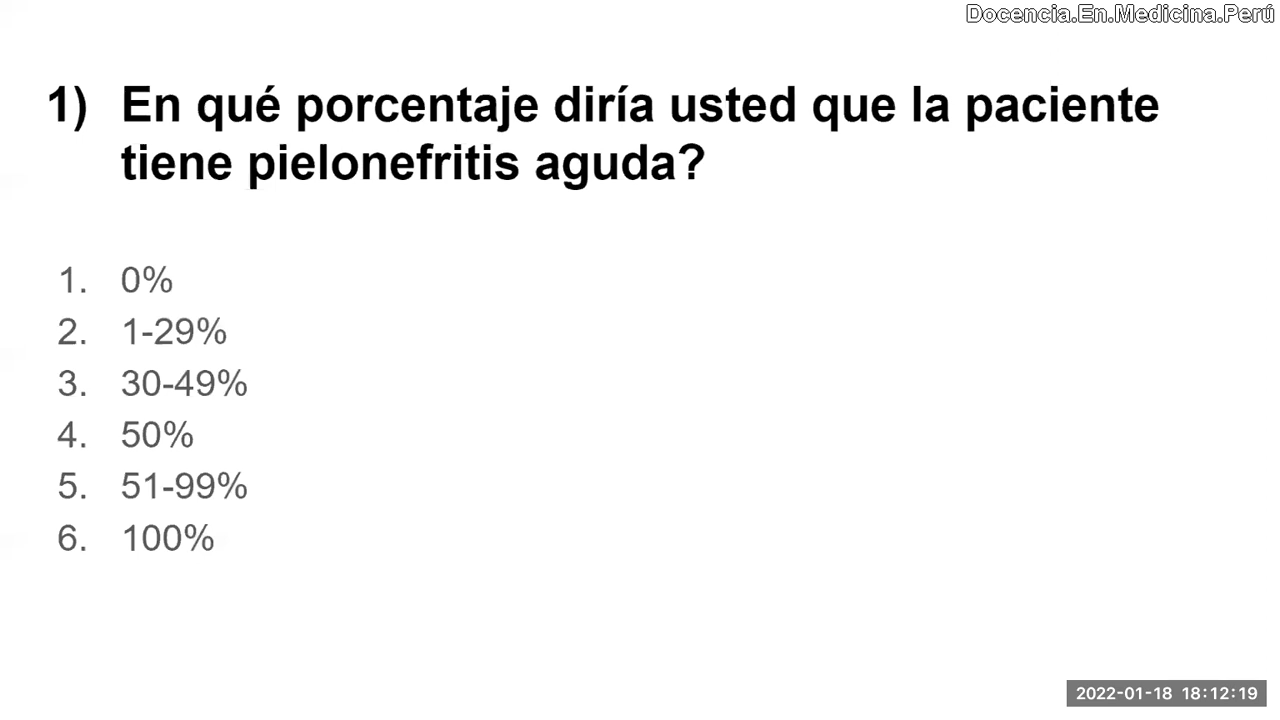 Docencia.En.Medicina.Perú
1) En qué porcentaje diría usted que la paciente
tiene pielonefritis aguda?
1. 0%
2. 1-29%
3. 30-49%
4. 50%
5. 51-99%
6. 100%
2022-01-18 18:12:19